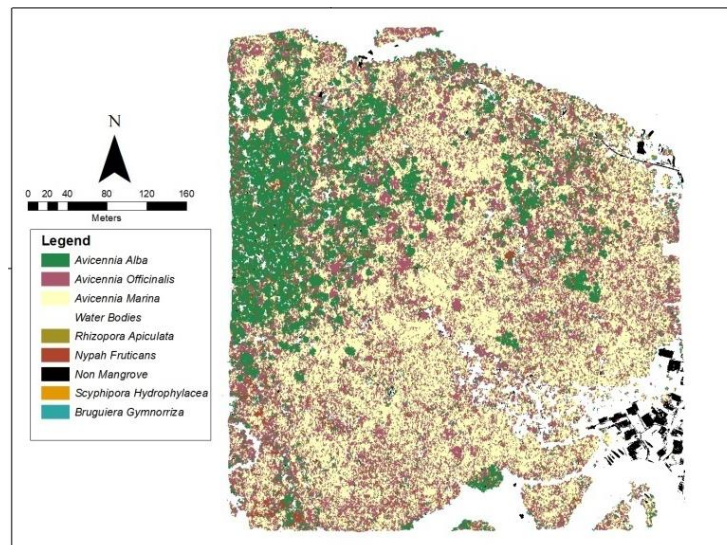 N
0 20 40 80 120 160
Meters
Legend
Avicennia Alba
Avicennia Officinalis
Avicennia Marina
Water Bodies
Rhizopora Apiculata
Nypah Fruticans
Non Mangrove
Scyphipora Hydrophylacea
Bruguiera Gymnorriza